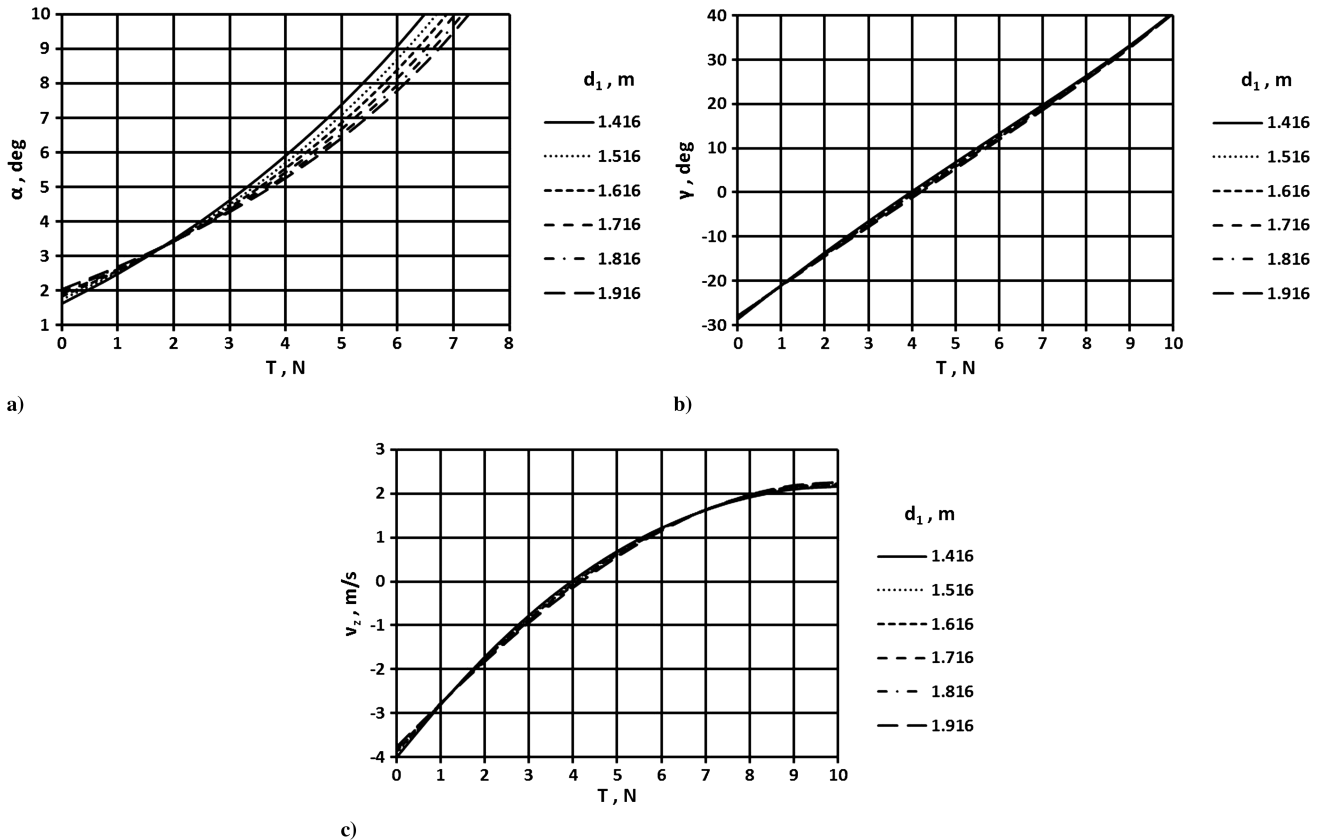 10
9
8
7
6
5
4
3
2
1
α , deg
0 1 2 3 4 5 6 7 8
T , N
d₁ , m
1.416
1.516
1.616
1.716
1.816
1.916
a)
40
30
20
10
0
-10
-20
-30
γ , deg
0 1 2 3 4 5 6 7 8 9 10
T , N
d₁ , m
1.416
1.516
1.616
1.716
1.816
1.916
b)
3
2
1
0
-1
-2
-3
-4
v_z , m/s
0 1 2 3 4 5 6 7 8 9 10
T , N
d₁ , m
1.416
1.516
1.616
1.716
1.816
1.916
c)